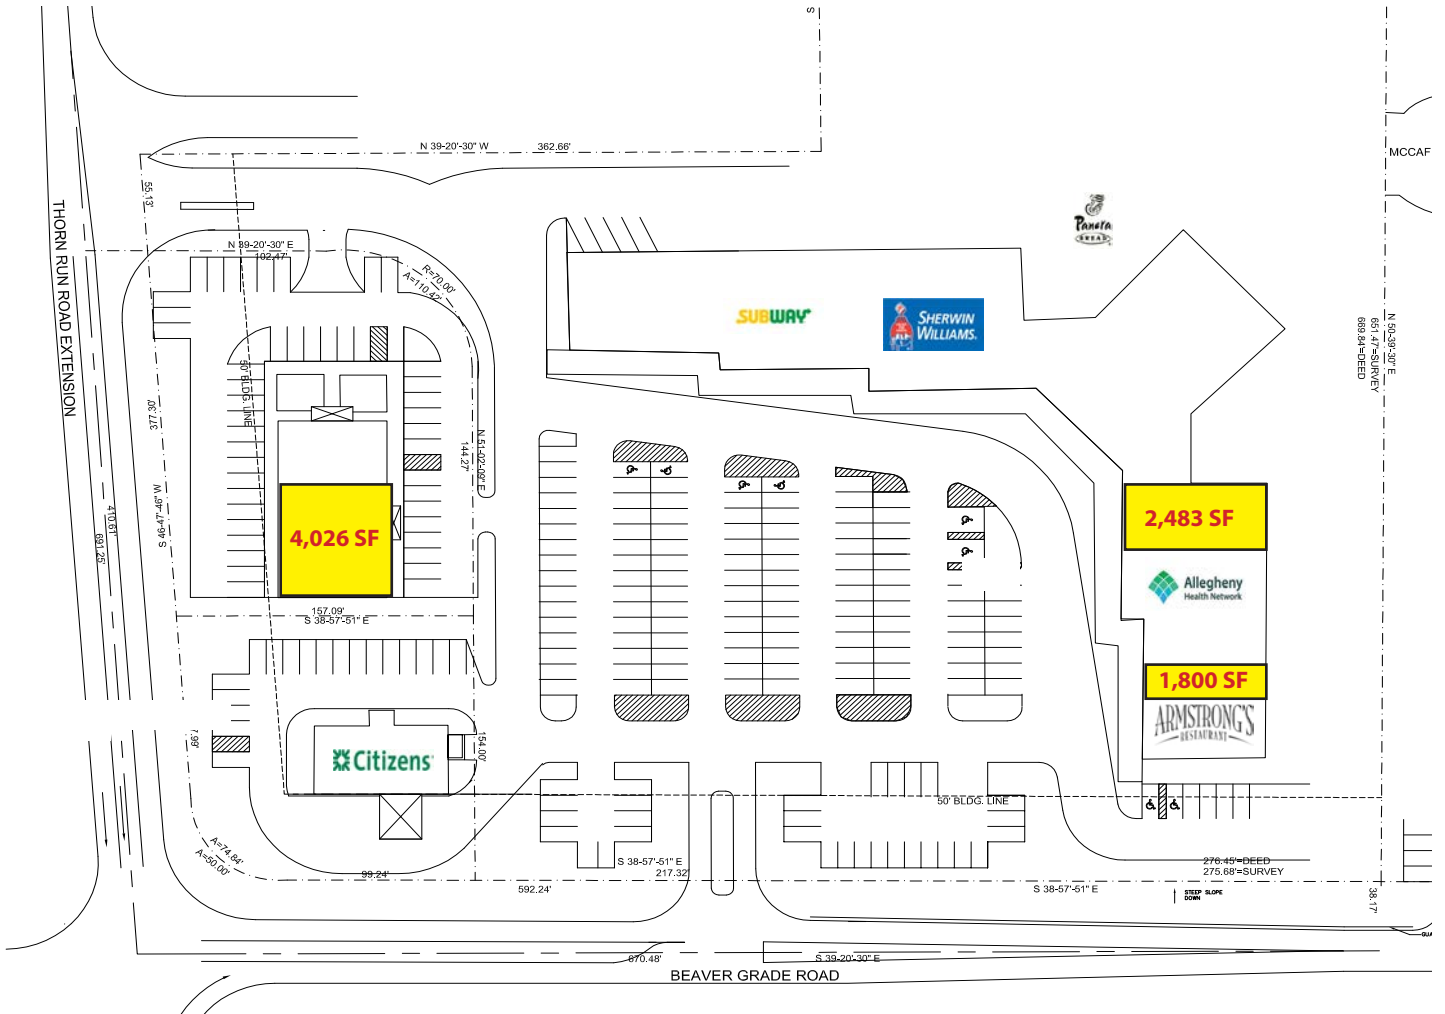 S
N 39-20'-30" W
362.66'
MCCAF
55.13'
THORN RUN ROAD EXTENSION
N 39-20'-30" E
102.47'
R=70.00'
A=110.42'
Panera
BREAD
SUBWAY
SHERWIN
WILLIAMS.
N 50-39'-30" E
651.47'=SURVEY
669.84'=DEED
50' BLDG. LINE
377.30'
S 46-47'-46" W
N 51-02'-09" E
144.27'
410.61'
691.25'
4,026 SF
2,483 SF
Allegheny
Health Network
157.09'
S 38-57'-51" E
1,800 SF
ARMSTRONG'S
RESTAURANT
7.99'
Citizens
154.00'
50' BLDG. LINE
A=74.84'
A=50.00'
99.24'
592.24'
S 38-57'-51" E
217.32'
276.45'=DEED
275.68'=SURVEY
S 38-57'-51" E
STEEP SLOPE
DOWN
38.17'
GUA
670.48'
S 39-20'-30" E
BEAVER GRADE ROAD